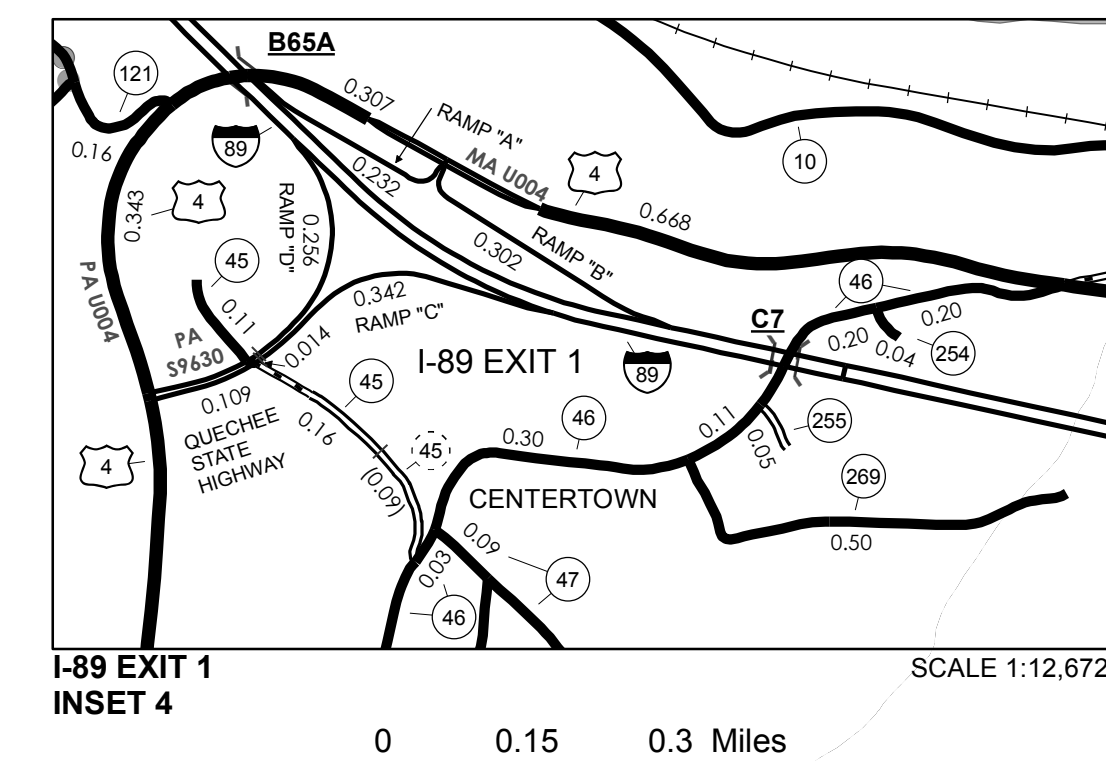 B65A
121
0.307
RAMP "A"
89
MA U004
4
10
0.16
0.232
4
0.343
RAMP "D"
0.256
0.668
0.302
RAMP "B"
45
46
PA U004
0.342
RAMP "C"
0.11
C7
0.20
0.20
0.04
254
PA
S9630
0.014
I-89 EXIT 1
89
45
0.109
QUECHEE
STATE
HIGHWAY
0.16
46
0.30
0.11
0.05
255
4
45
(0.09)
CENTERTOWN
269
0.50
0.09
0.03
47
46
I-89 EXIT 1
INSET 4
SCALE 1:12,672
0 0.15 0.3 Miles